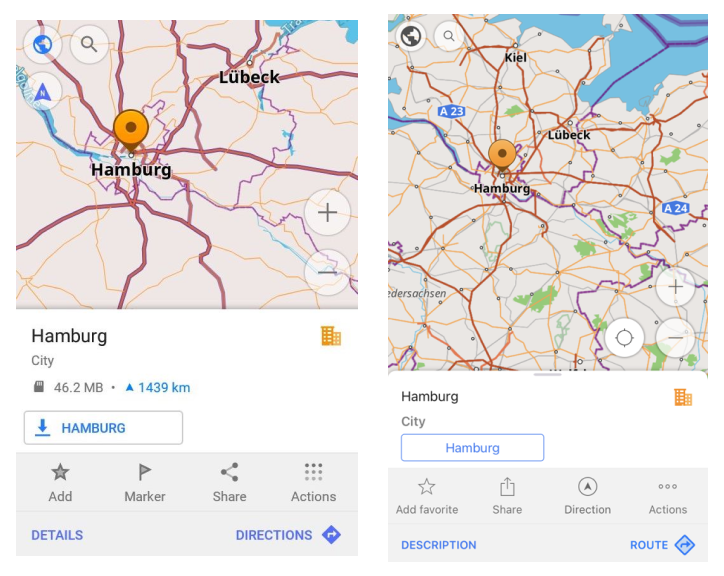 Lübeck
Hamburg
Hamburg
City
46.2 MB • 1439 km
HAMBURG
Add Marker Share Actions
DETAILS DIRECTIONS
Kiel
A 23
Lübeck
Hamburg
A 24
edersachsen
Hamburg
City
Hamburg
Add favorite Share Direction Actions
DESCRIPTION ROUTE